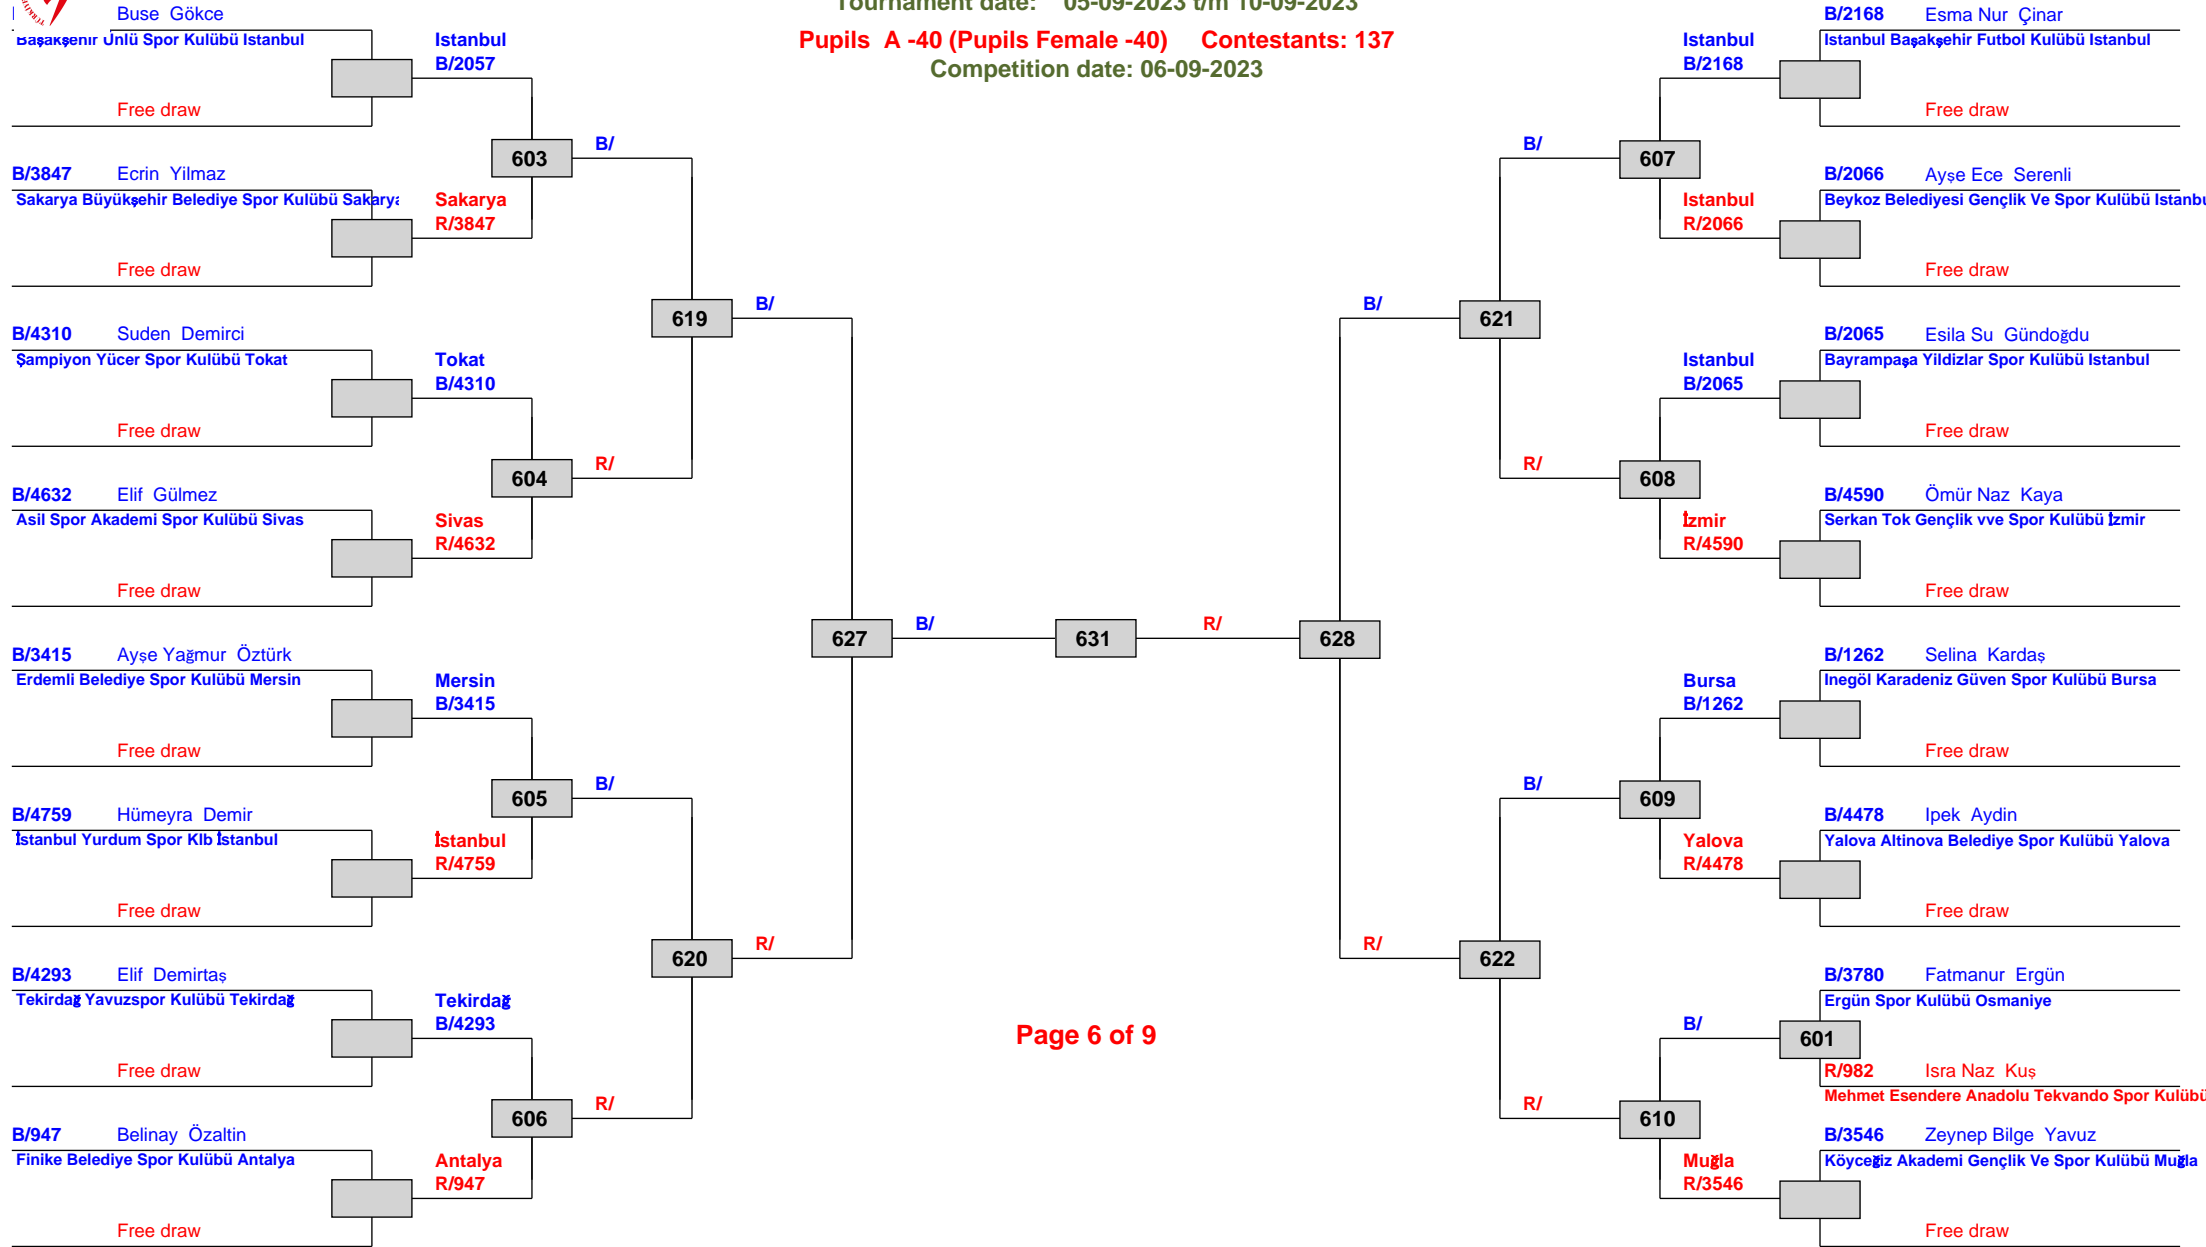 Tournament date: 05-09-2023 t/m 10-09-2023
Pupils A -40 (Pupils Female -40) Contestants: 137
Competition date: 06-09-2023
Buse Gökce
Başakşehir Ünlü Spor Kulübü Istanbul
Free draw
Istanbul
B/2057
603
B/
B/3847 Ecrin Yilmaz
Sakarya Büyükşehir Belediye Spor Kulübü Sakarya
Free draw
Sakarya
R/3847
619
B/
B/4310 Suden Demirci
Şampiyon Yücer Spor Kulübü Tokat
Free draw
Tokat
B/4310
604
R/
B/4632 Elif Gülmez
Asil Spor Akademi Spor Kulübü Sivas
Free draw
Sivas
R/4632
627
B/
631
R/
628
B/3415 Ayşe Yağmur Öztürk
Erdemli Belediye Spor Kulübü Mersin
Free draw
Mersin
B/3415
605
B/
B/4759 Hümeyra Demir
İstanbul Yurdum Spor Klb İstanbul
Free draw
İstanbul
R/4759
620
R/
B/4293 Elif Demirtaş
Tekirdağ Yavuzspor Kulübü Tekirdağ
Free draw
Tekirdağ
B/4293
606
R/
B/947 Belinay Özaltin
Finike Belediye Spor Kulübü Antalya
Free draw
Antalya
R/947
Page 6 of 9
B/2168 Esma Nur Çinar
Istanbul Başakşehir Futbol Kulübü Istanbul
Free draw
Istanbul
B/2168
B/
607
B/2066 Ayşe Ece Serenli
Beykoz Belediyesi Gençlik Ve Spor Kulübü Istanbu
Free draw
Istanbul
R/2066
B/
621
B/2065 Esila Su Gündoğdu
Bayrampaşa Yildizlar Spor Kulübü Istanbul
Free draw
Istanbul
B/2065
R/
608
B/4590 Ömür Naz Kaya
Serkan Tok Gençlik vve Spor Kulübü İzmir
Free draw
İzmir
R/4590
B/1262 Selina Kardaş
Inegöl Karadeniz Güven Spor Kulübü Bursa
Free draw
Bursa
B/1262
B/
609
B/4478 Ipek Aydin
Yalova Altinova Belediye Spor Kulübü Yalova
Free draw
Yalova
R/4478
R/
622
B/3780 Fatmanur Ergün
Ergün Spor Kulübü Osmaniye
601
B/
R/982 Isra Naz Kuş
Mehmet Esendere Anadolu Tekvando Spor Kulübü
R/
610
B/3546 Zeynep Bilge Yavuz
Köyceğiz Akademi Gençlik Ve Spor Kulübü Muğla
Free draw
Muğla
R/3546